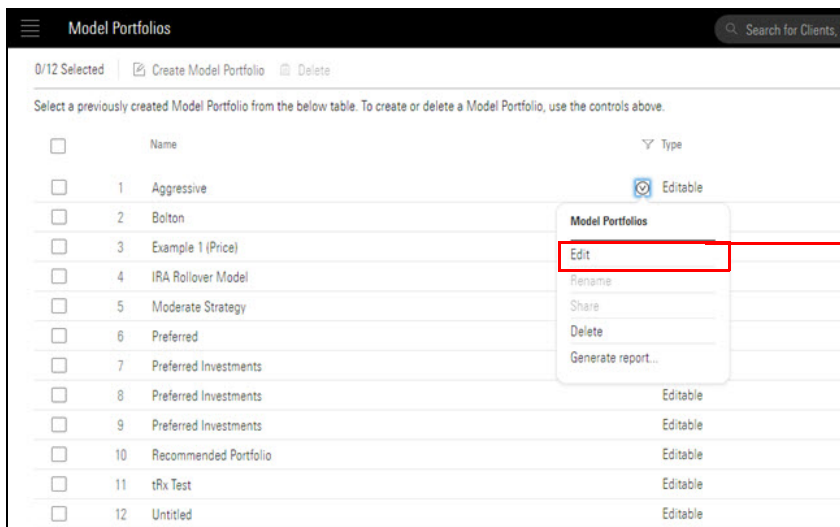 Model Portfolios
Search for Clients,
0/12 Selected Create Model Portfolio Delete
Select a previously created Model Portfolio from the below table. To create or delete a Model Portfolio, use the controls above.
Name Type
1 Aggressive Editable
2 Bolton
3 Example 1 (Price)
4 IRA Rollover Model
5 Moderate Strategy
6 Preferred
7 Preferred Investments
8 Preferred Investments Editable
9 Preferred Investments Editable
10 Recommended Portfolio Editable
11 tRx Test Editable
12 Untitled Editable
Model Portfolios
Edit
Rename
Share
Delete
Generate report...